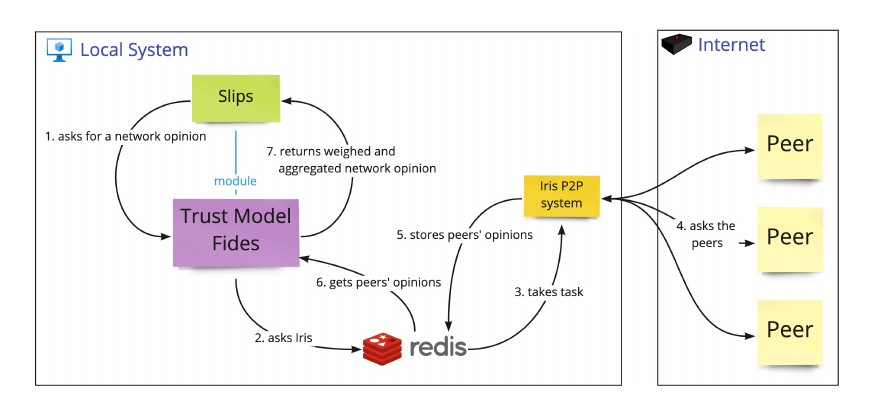 Local System
Internet
Slips
1. asks for a network opinion
7. returns weighed and
aggregated network opinion
module
Trust Model
Fides
Iris P2P
system
Peer
Peer
Peer
4. asks the
peers
5. stores peers' opinions
6. gets peers' opinions
3. takes task
2. asks Iris
redis